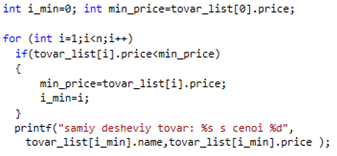 int i_min=0; int min_price=tovar_list[0].price;
for (int i=1;i<n;i++)
if(tovar_list[i].price<min_price)
{
min_price=tovar_list[i].price;
i_min=i;
}
printf("samiy desheviy tovar: %s s cenoi %d",
tovar_list[i_min].name,tovar_list[i_min].price );